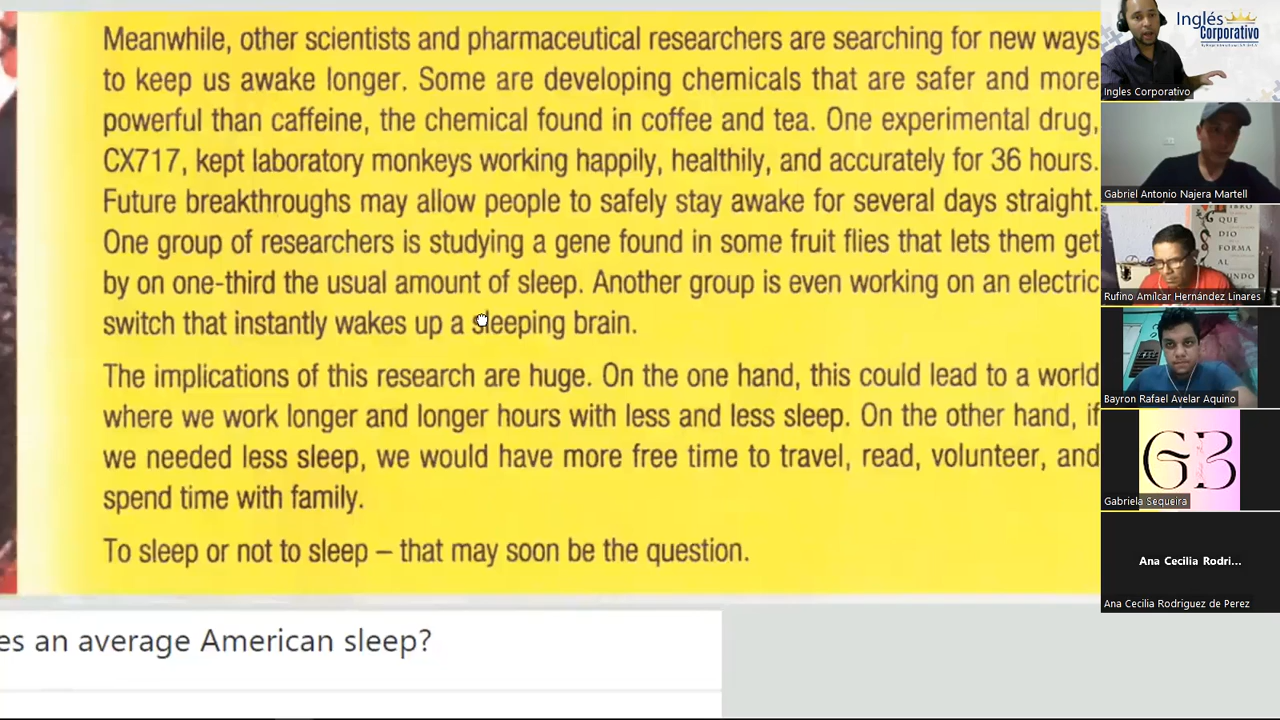 Meanwhile, other scientists and pharmaceutical researchers are searching for new ways
to keep us awake longer. Some are developing chemicals that are safer and more
powerful than caffeine, the chemical found in coffee and tea. One experimental drug,
CX717, kept laboratory monkeys working happily, healthily, and accurately for 36 hours.
Future breakthroughs may allow people to safely stay awake for several days straight.
One group of researchers is studying a gene found in some fruit flies that lets them get
by on one-third the usual amount of sleep. Another group is even working on an electric
switch that instantly wakes up a sleeping brain.
The implications of this research are huge. On the one hand, this could lead to a world
where we work longer and longer hours with less and less sleep. On the other hand, if
we needed less sleep, we would have more free time to travel, read, volunteer, and
spend time with family.
To sleep or not to sleep – that may soon be the question.
es an average American sleep?
Inglés
Corporativo
Ingles Corporativo
Gabriel Antonio Najera Martell
QUE
DIO
FORMA
AL
Rufino Amílcar Hernández Linares
Bayron Rafael Avelar Aquino
GB
Gabriela Sequeira
Ana Cecilia Rodri...
Ana Cecilia Rodriguez de Perez